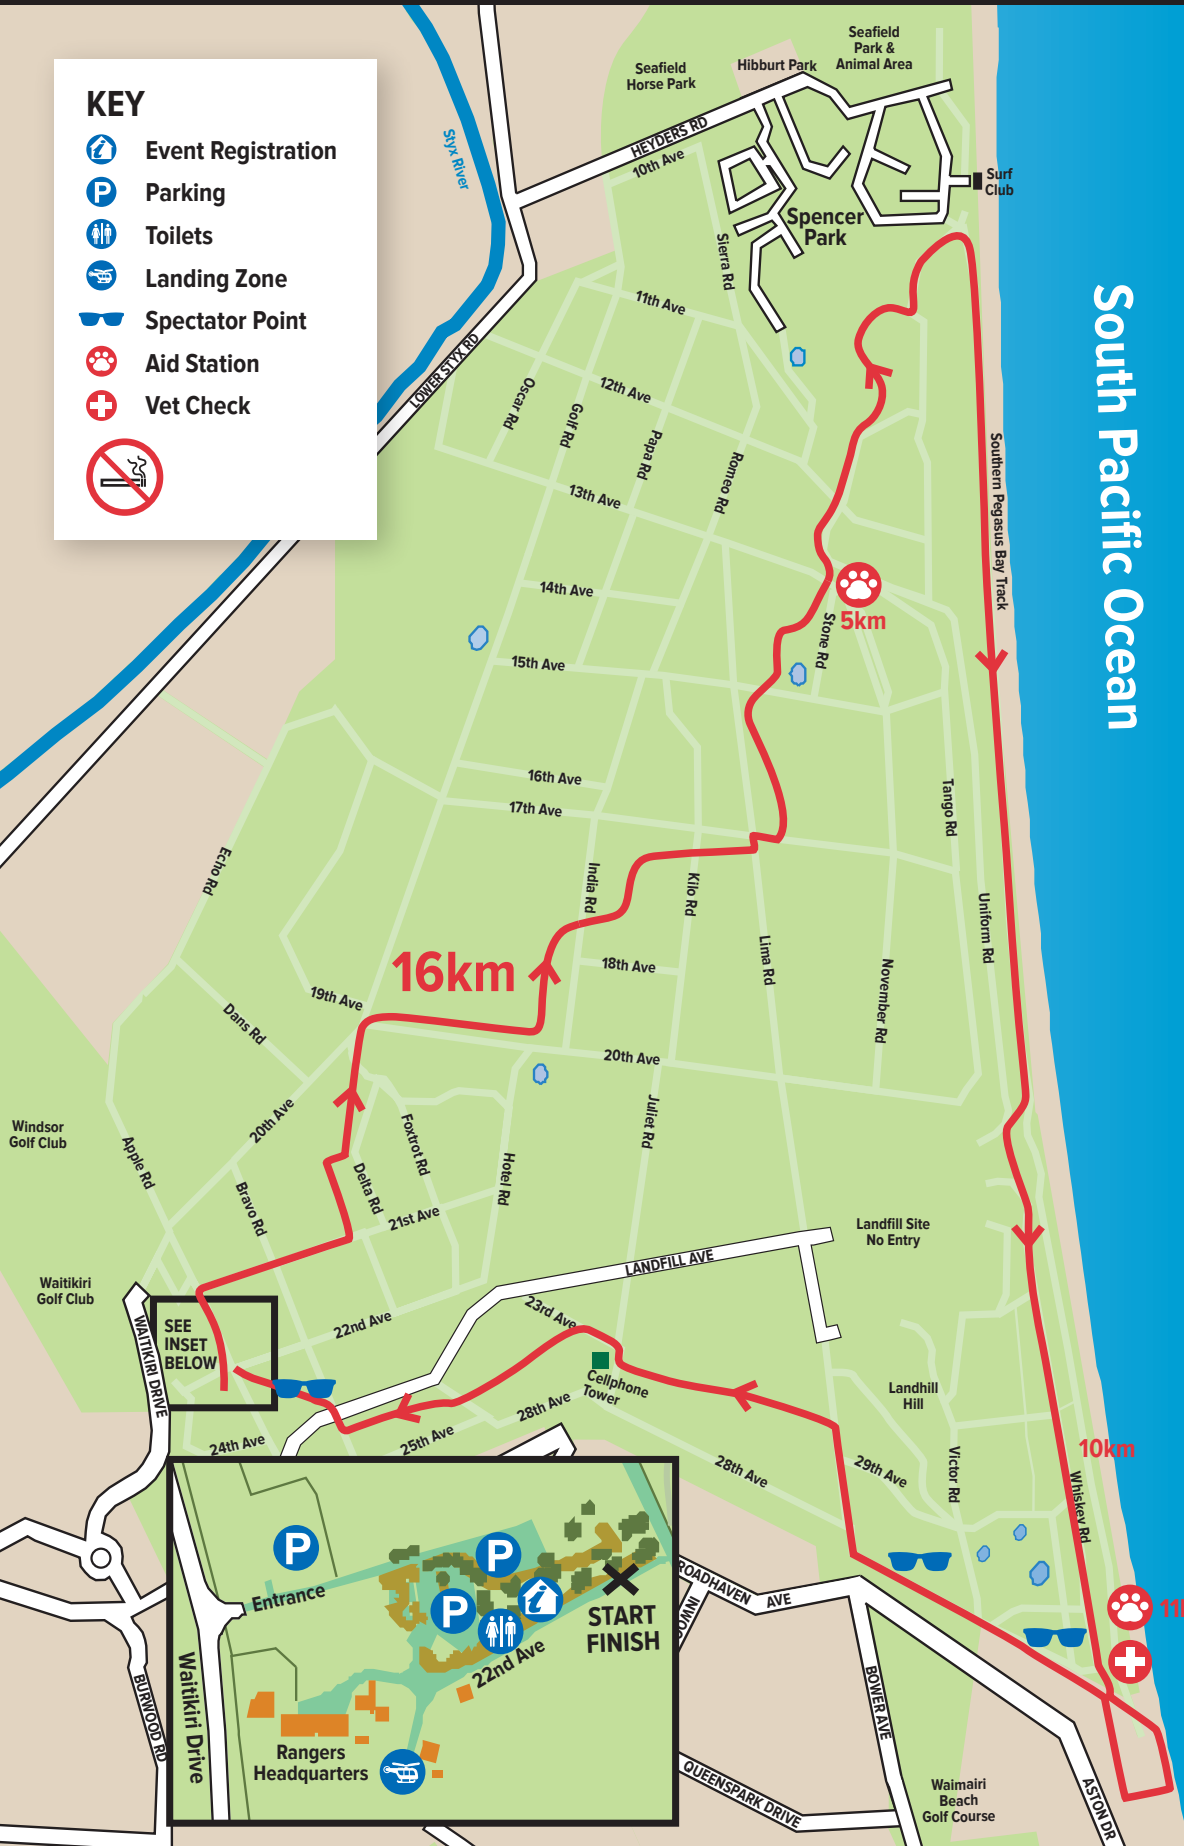 KEY
Event Registration
P
Parking
Toilets
Landing Zone
Spectator Point
Aid Station
Vet Check
Seafield
Horse Park
Hibburt Park
Seafield
Park &
Animal Area
Styx River
HEYDERS RD
10th Ave
Surf
Club
Spencer
Park
Sierra Rd
11th Ave
LOWER STYX RD
12th Ave
Oscar Rd
Golf Rd
Papa Rd
Romeo Rd
13th Ave
South Pacific Ocean
Southern Pegasus Bay Track
14th Ave
5km
Stone Rd
15th Ave
16th Ave
17th Ave
Tango Rd
Echo Rd
India Rd
Kilo Rd
Uniform Rd
Lima Rd
16km
18th Ave
November Rd
19th Ave
Dans Rd
20th Ave
20th Ave
Juliet Rd
Windsor
Golf Club
Apple Rd
Foxtrot Rd
Hotel Rd
Delta Rd
Bravo Rd
21st Ave
Landfill Site
No Entry
LANDFILL AVE
Waitikiri
Golf Club
WAITIKIRI DRIVE
SEE
INSET
BELOW
22nd Ave
23rd Ave
Cellphone
Tower
Landhill
Hill
28th Ave
24th Ave
25th Ave
28th Ave
29th Ave
Victor Rd
10km
Whiskey Rd
P
P
P
Entrance
START
FINISH
22nd Ave
Waitikiri Drive
Rangers
Headquarters
ROADHAVEN AVE
BURWOOD RD
BOWER AVE
QUEENSPARK DRIVE
Waimairi
Beach
Golf Course
ASTON DR